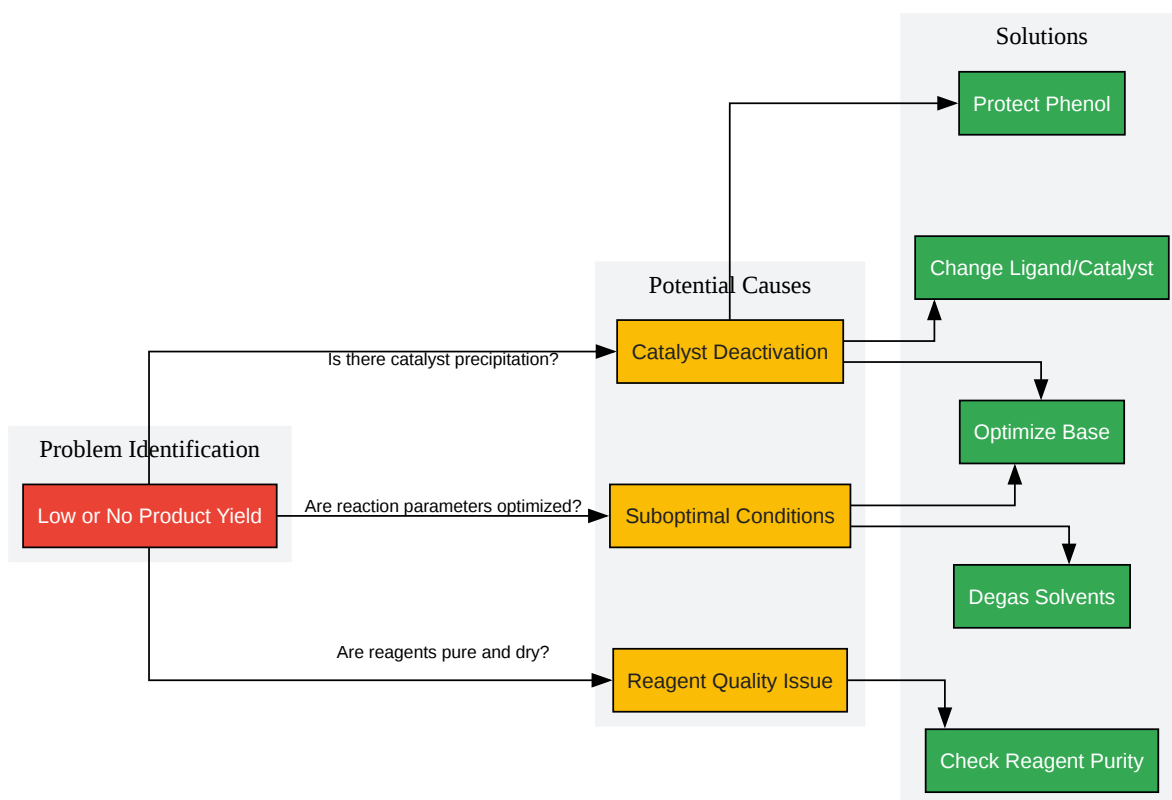 Solutions
Protect Phenol
Change Ligand/Catalyst
Potential Causes
Is there catalyst precipitation?
Catalyst Deactivation
Optimize Base
Problem Identification
Low or No Product Yield
Are reaction parameters optimized?
Suboptimal Conditions
Degas Solvents
Are reagents pure and dry?
Reagent Quality Issue
Check Reagent Purity